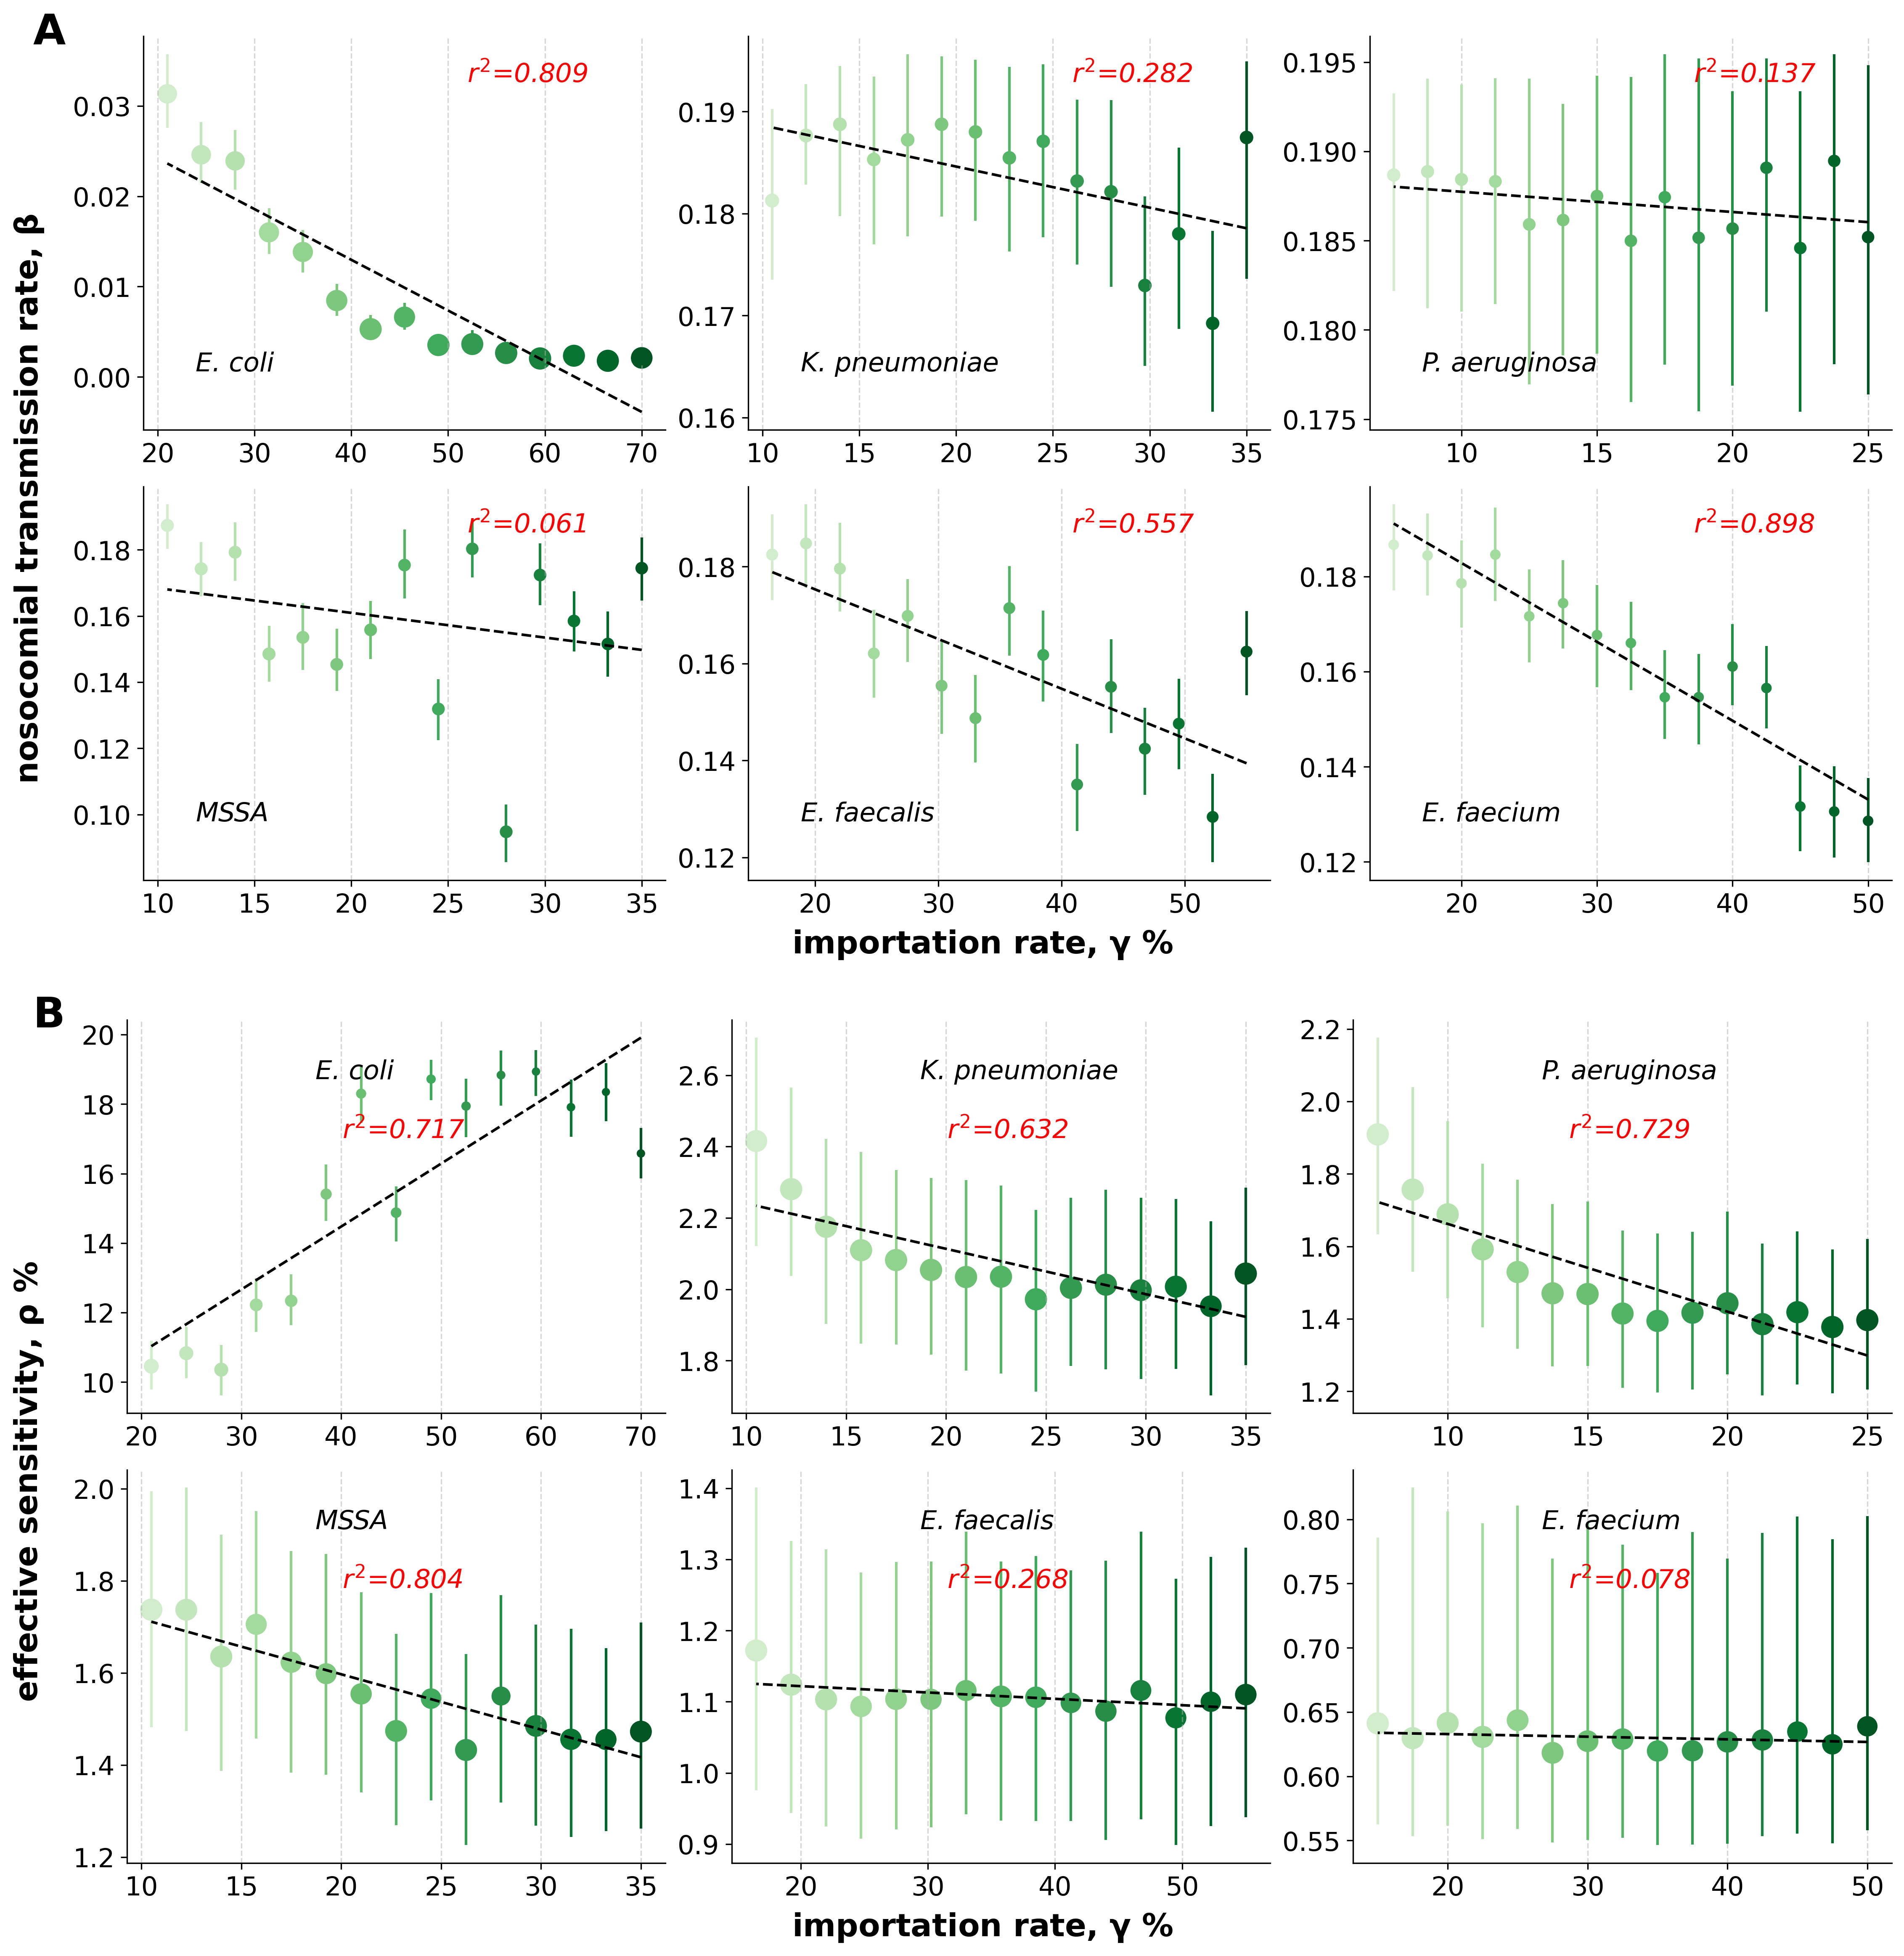 A
nosocomial transmission rate, β
r²=0.809
E. coli
0.03
0.02
0.01
0.00
20 30 40 50 60 70
r²=0.282
K. pneumoniae
0.19
0.18
0.17
0.16
10 15 20 25 30 35
r²=0.137
P. aeruginosa
0.195
0.190
0.185
0.180
0.175
10 15 20 25
r²=0.061
MSSA
0.18
0.16
0.14
0.12
0.10
10 15 20 25 30 35
r²=0.557
E. faecalis
0.18
0.16
0.14
0.12
20 30 40 50
r²=0.898
E. faecium
0.18
0.16
0.14
0.12
20 30 40 50
importation rate, γ %
B
effective sensitivity, ρ %
E. coli
r²=0.717
20
18
16
14
12
10
20 30 40 50 60 70
K. pneumoniae
r²=0.632
2.6
2.4
2.2
2.0
1.8
10 15 20 25 30 35
P. aeruginosa
r²=0.729
2.2
2.0
1.8
1.6
1.4
1.2
10 15 20 25
MSSA
r²=0.804
2.0
1.8
1.6
1.4
1.2
10 15 20 25 30 35
E. faecalis
r²=0.268
1.4
1.3
1.2
1.1
1.0
0.9
20 30 40 50
E. faecium
r²=0.078
0.80
0.75
0.70
0.65
0.60
0.55
20 30 40 50
importation rate, γ %